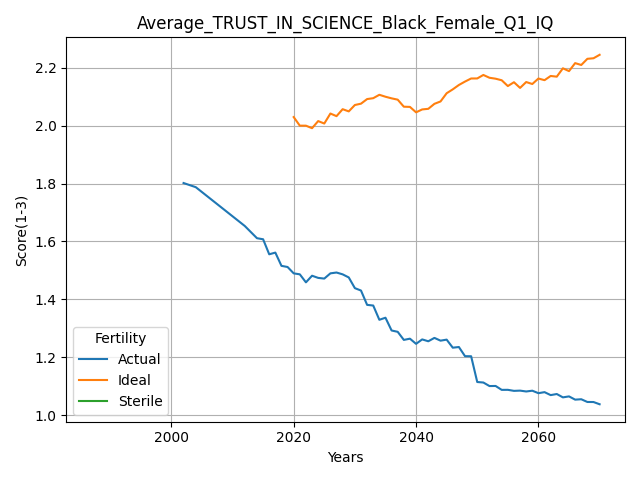 Average_TRUST_IN_SCIENCE_Black_Female_Q1_IQ
Score(1-3)
2.2
2.0
1.8
1.6
1.4
1.2
1.0
Fertility
Actual
Ideal
Sterile
2000 2020 2040 2060
Years